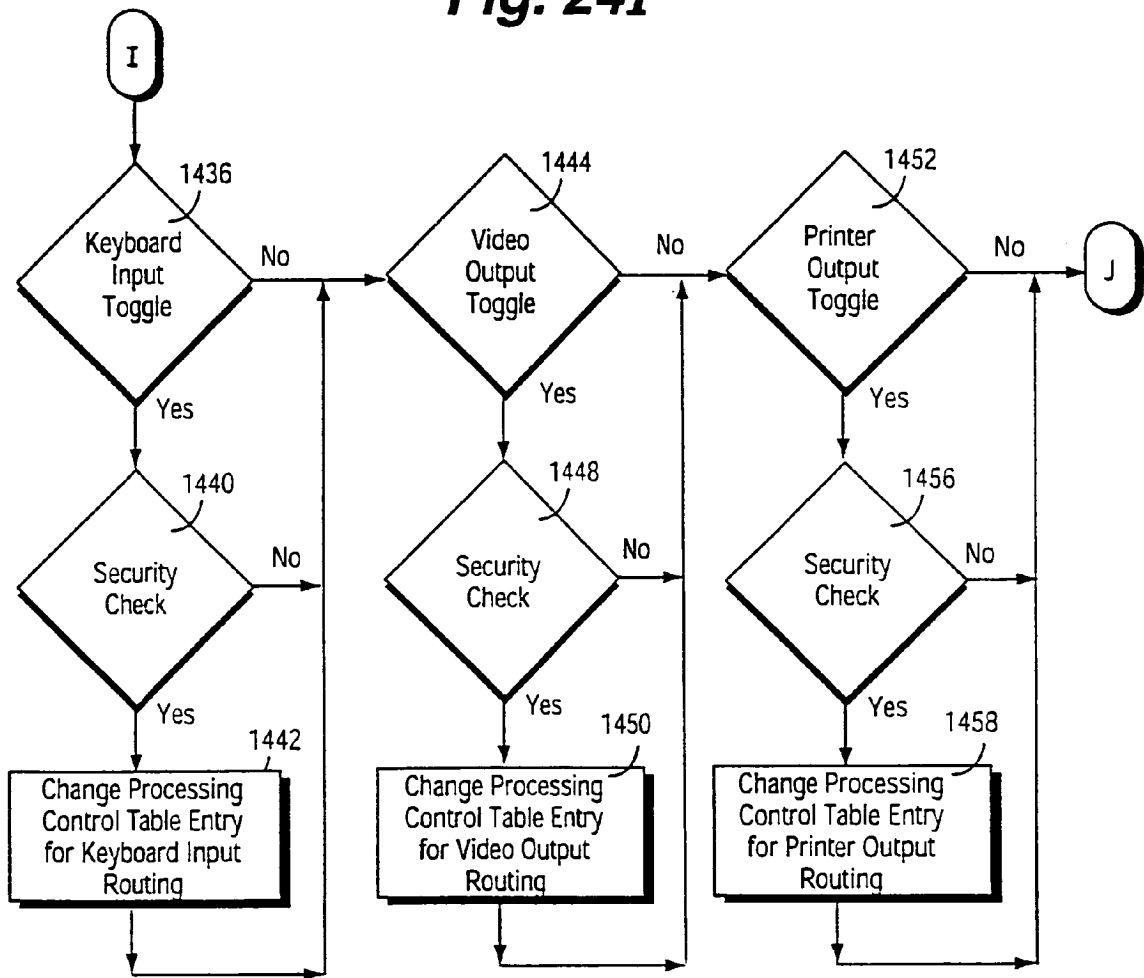 Fig. 24I
I
1436
Keyboard
Input
Toggle
No
Yes
1440
Security
Check
No
Yes
1442
Change Processing
Control Table Entry
for Keyboard Input
Routing
1444
Video
Output
Toggle
No
Yes
1448
Security
Check
No
Yes
1450
Change Processing
Control Table Entry
for Video Output
Routing
1452
Printer
Output
Toggle
No
Yes
1456
Security
Check
No
Yes
1458
Change Processing
Control Table Entry
for Printer Output
Routing
J